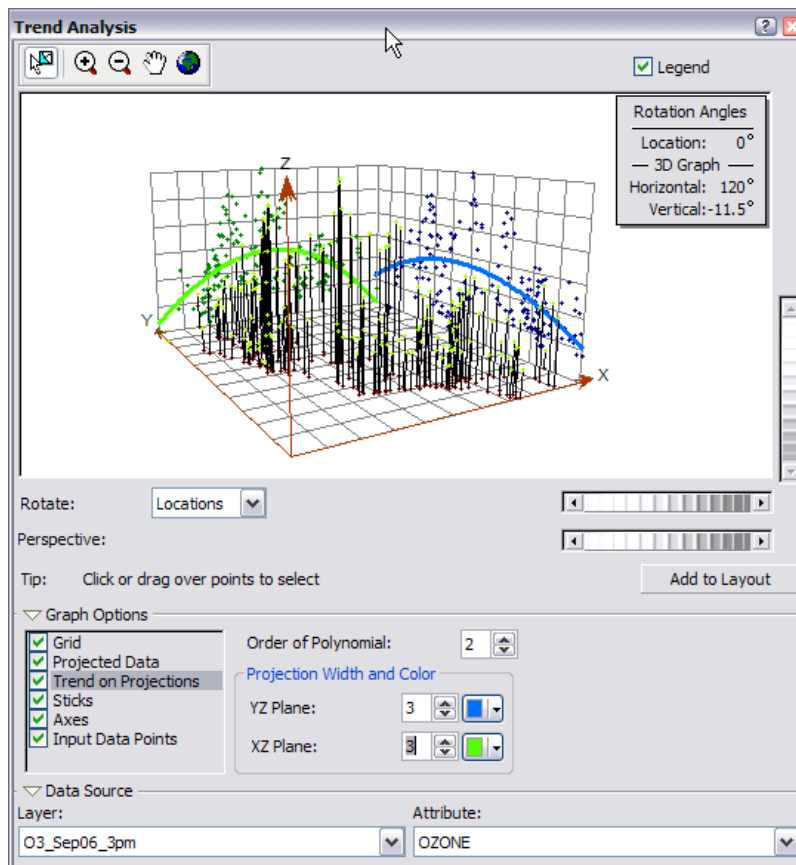 Trend Analysis
?
Legend
Rotation Angles
Location: 0°
3D Graph
Horizontal: 120°
Vertical:-11.5°
Z
Y
X
Rotate: Locations
Perspective:
Tip: Click or drag over points to select
Add to Layout
Graph Options
Grid
Projected Data
Trend on Projections
Sticks
Axes
Input Data Points
Order of Polynomial: 2
Projection Width and Color
YZ Plane: 3
XZ Plane: 3
Data Source
Layer: Attribute:
O3_Sep06_3pm OZONE